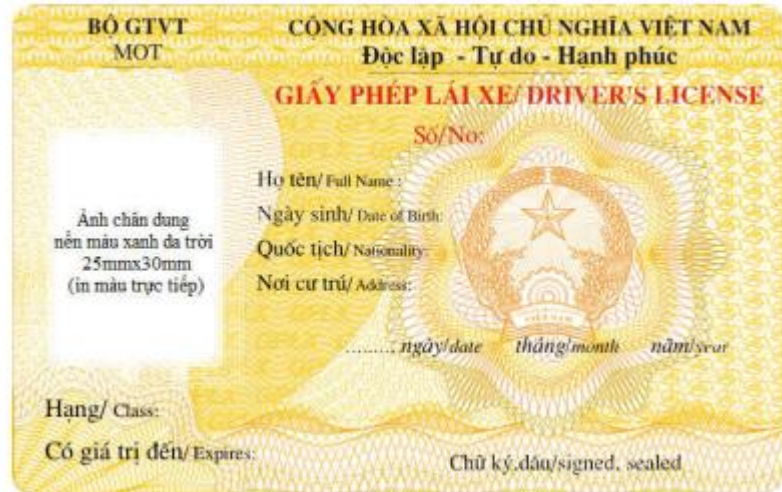 BỘ GTVT
MOT
CỘNG HÒA XÃ HỘI CHỦ NGHĨA VIỆT NAM
Độc lập - Tự do - Hạnh phúc
GIẤY PHÉP LÁI XE/ DRIVER'S LICENSE
Số/No:
Họ tên/ Full Name :
Ngày sinh/ Date of Birth:
Quốc tịch/ Nationality:
Nơi cư trú/ Address:
Ảnh chân dung
nền màu xanh da trời
25mmx30mm
(in màu trực tiếp)
VIỆT NAM
........, ngày/date tháng/month năm/year
Hạng/ Class:
Có giá trị đến/ Expires:
Chữ ký,dấu/signed, sealed